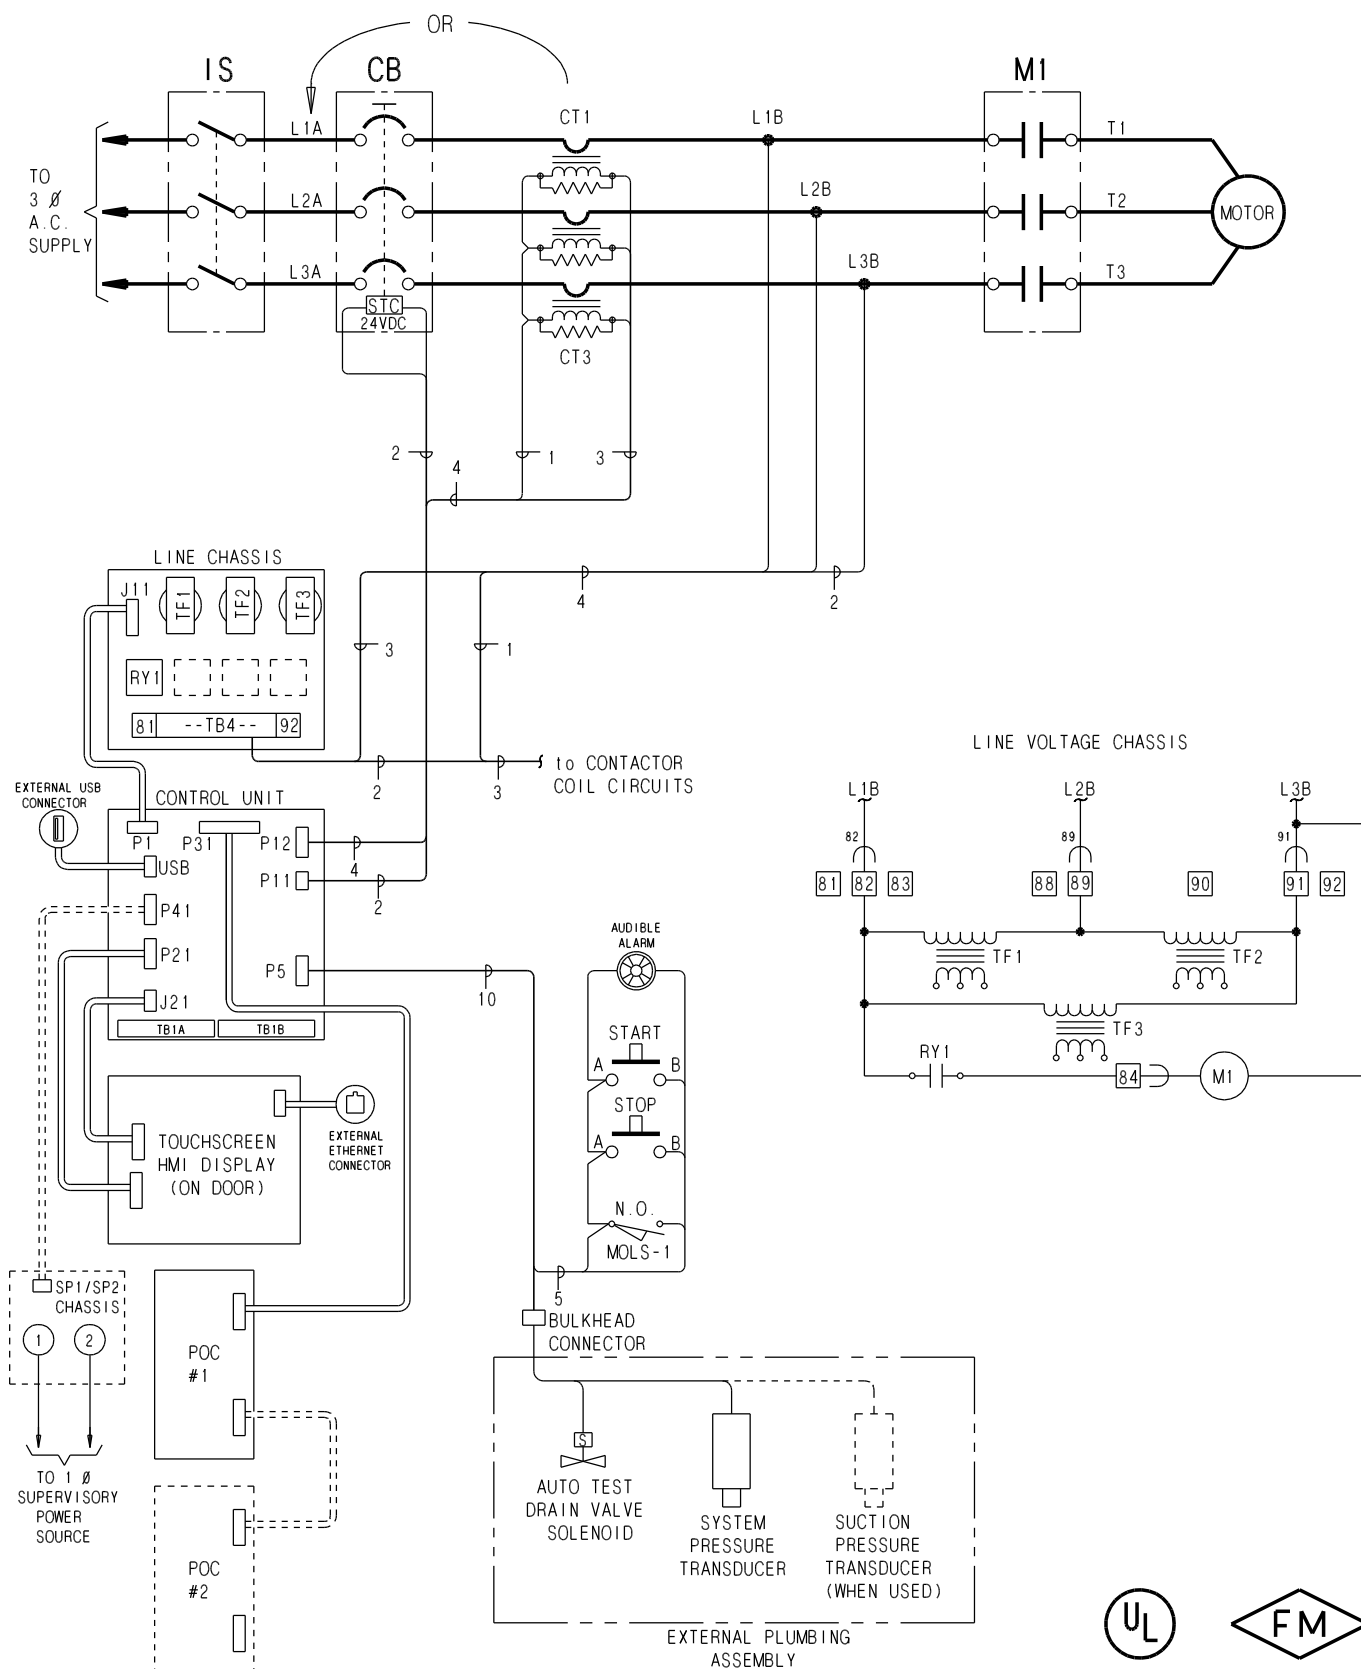 OR
IS
CB
M1
CT1
L1A
L1B
T1
TO
3 Ø
A.C.
SUPPLY
L2A
L2B
T2
MOTOR
L3A
L3B
T3
STC
24VDC
CT3
2
4
1
3
LINE CHASSIS
J11
TF1
TF2
TF3
4
2
3
1
RY1
81
--TB4--
92
to CONTACTOR
COIL CIRCUITS
2
3
LINE VOLTAGE CHASSIS
EXTERNAL USB
CONNECTOR
CONTROL UNIT
P1
P31
P12
4
USB
P11
2
P41
P21
P5
10
J21
TB1A
TB1B
L1B
L2B
L3B
82
89
91
81
82
83
88
89
90
91
92
TF1
TF2
TF3
RY1
84
M1
AUDIBLE
ALARM
START
A
B
STOP
A
B
N.O.
MOLS-1
5
TOUCHSCREEN
HMI DISPLAY
(ON DOOR)
EXTERNAL
ETHERNET
CONNECTOR
SP1/SP2
CHASSIS
1
2
TO 1 Ø
SUPERVISORY
POWER
SOURCE
POC
#1
POC
#2
BULKHEAD
CONNECTOR
S
AUTO TEST
DRAIN VALVE
SOLENOID
SYSTEM
PRESSURE
TRANSDUCER
SUCTION
PRESSURE
TRANSDUCER
(WHEN USED)
EXTERNAL PLUMBING
ASSEMBLY
UL
FM